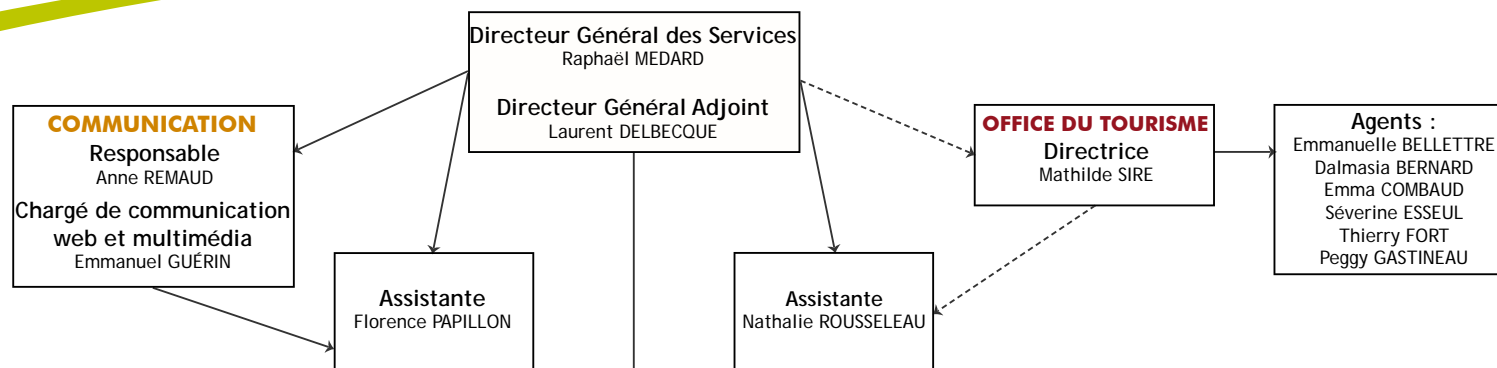 Directeur Général des Services
Raphaël MEDARD
Directeur Général Adjoint
Laurent DELBECQUE
COMMUNICATION
Responsable
Anne REMAUD
Chargé de communication
web et multimédia
Emmanuel GUÉRIN
Assistante
Florence PAPILLON
Assistante
Nathalie ROUSSELEAU
OFFICE DU TOURISME
Directrice
Mathilde SIRE
Agents :
Emmanuelle BELLETTRE
Dalmasia BERNARD
Emma COMBAUD
Séverine ESSEUL
Thierry FORT
Peggy GASTINEAU